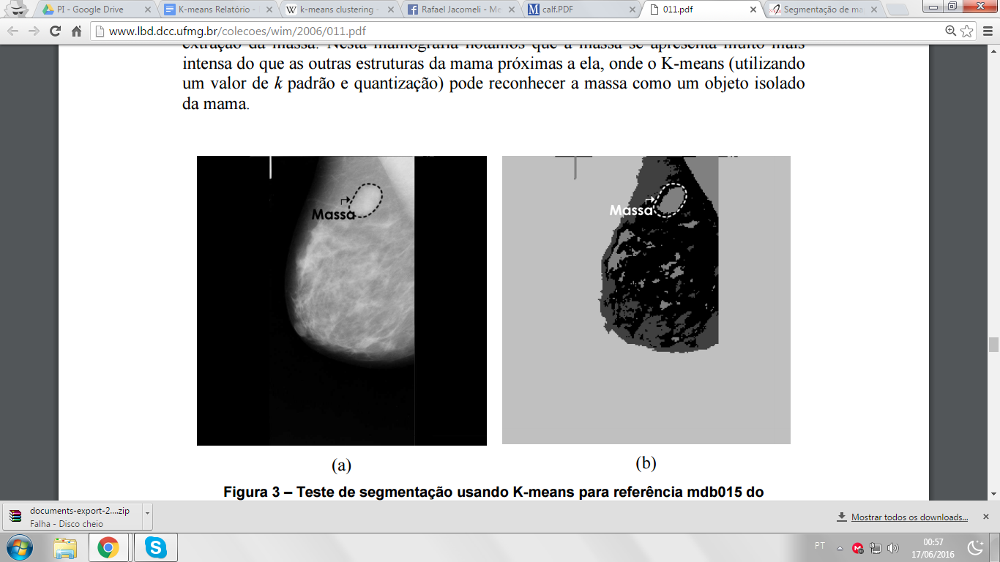 PI - Google Drive
K-means Relatório -
k-means clustering -
Rafael Jacomeli - Me
calf.PDF
011.pdf
Segmentação de ma
www.lbd.dcc.ufmg.br/colecoes/wim/2006/011.pdf
extração da massa. Nesta mamografia notamos que a massa se apresenta muito mais
intensa do que as outras estruturas da mama próximas a ela, onde o K-means (utilizando
um valor de k padrão e quantização) pode reconhecer a massa como um objeto isolado
da mama.
Massa
Massa
(a)
(b)
Figura 3 – Teste de segmentação usando K-means para referência mdb015 do
documents-export-2....zip
Falha - Disco cheio
Mostrar todos os downloads...
PT
00:57
17/06/2016